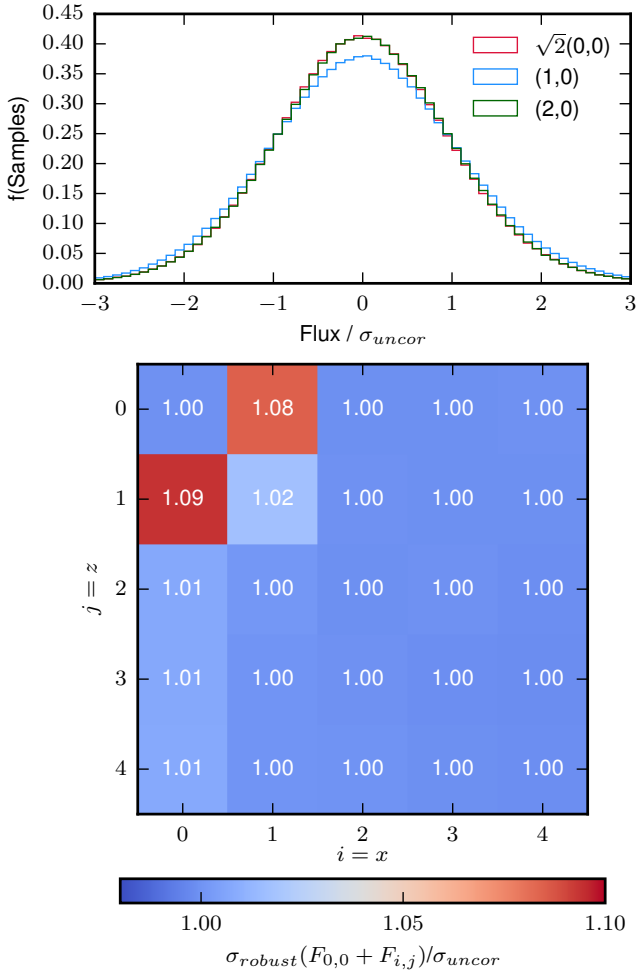 0.45
0.40
0.35
0.30
0.25
0.20
0.15
0.10
0.05
0.00
f(Samples)
√2(0,0)
(1,0)
(2,0)
−3 −2 −1 0 1 2 3
Flux / σ_uncor
0 1.00 1.08 1.00 1.00 1.00
1 1.09 1.02 1.00 1.00 1.00
2 1.01 1.00 1.00 1.00 1.00
3 1.01 1.00 1.00 1.00 1.00
4 1.01 1.00 1.00 1.00 1.00
j = z
0 1 2 3 4
i = x
1.00 1.05 1.10
σ_robust(F_0,0 + F_i,j)/σ_uncor